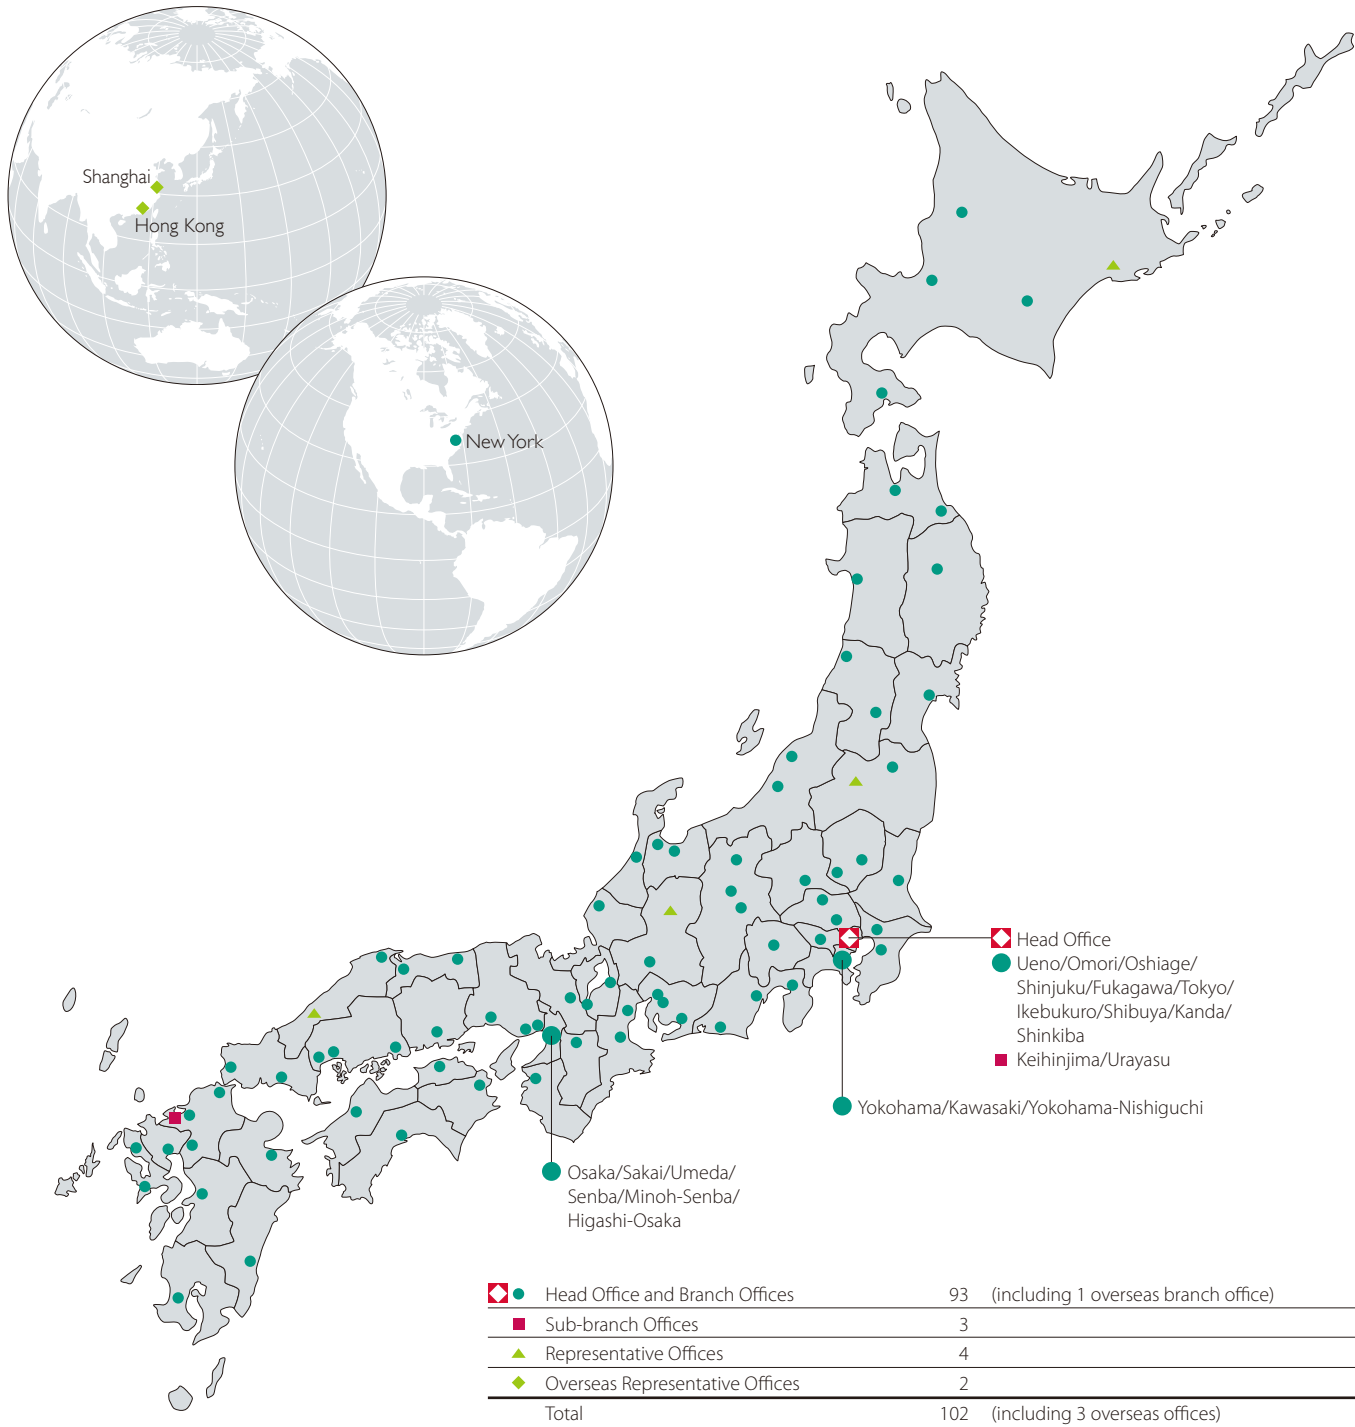 Shanghai
Hong Kong
New York
Head Office
Ueno/Omori/Oshiage/
Shinjuku/Fukagawa/Tokyo/
Ikebukuro/Shibuya/Kanda/
Shinkiba
Keihinjima/Urayasu
Yokohama/Kawasaki/Yokohama-Nishiguchi
Osaka/Sakai/Umeda/
Senba/Minoh-Senba/
Higashi-Osaka
Head Office and Branch Offices 93 (including 1 overseas branch office)
Sub-branch Offices 3
Representative Offices 4
Overseas Representative Offices 2
Total 102 (including 3 overseas offices)